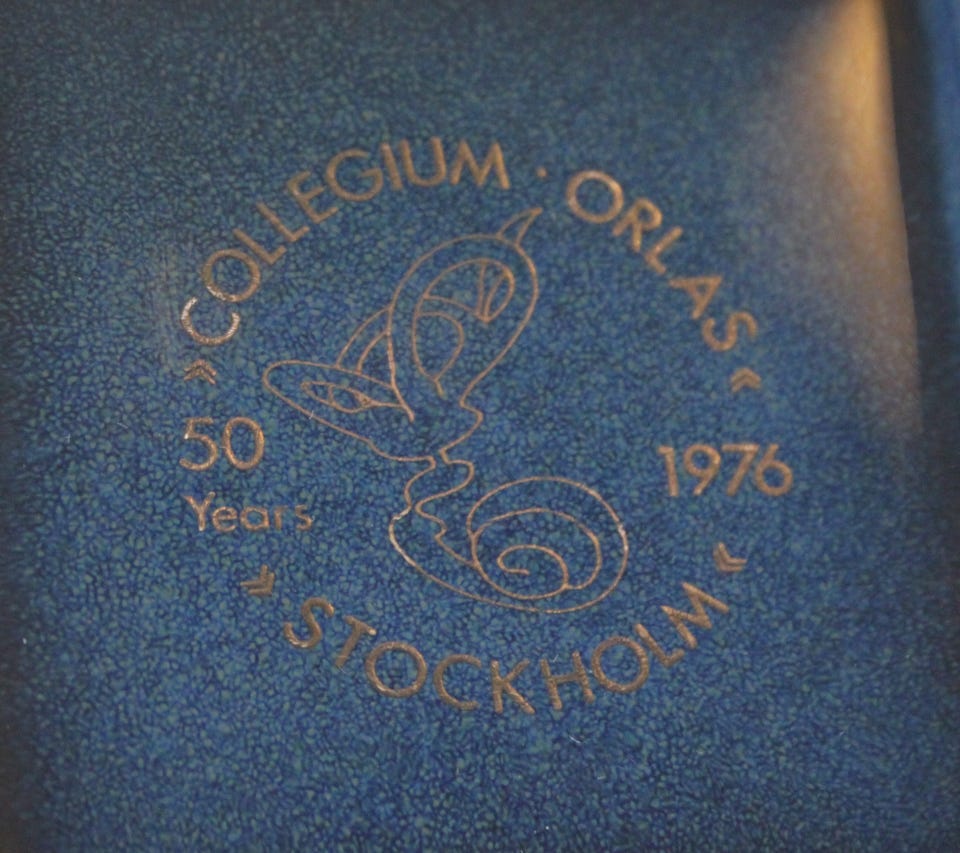 COLLEGIUM · ORLAS
50 Years
1976
STOCKHOLM